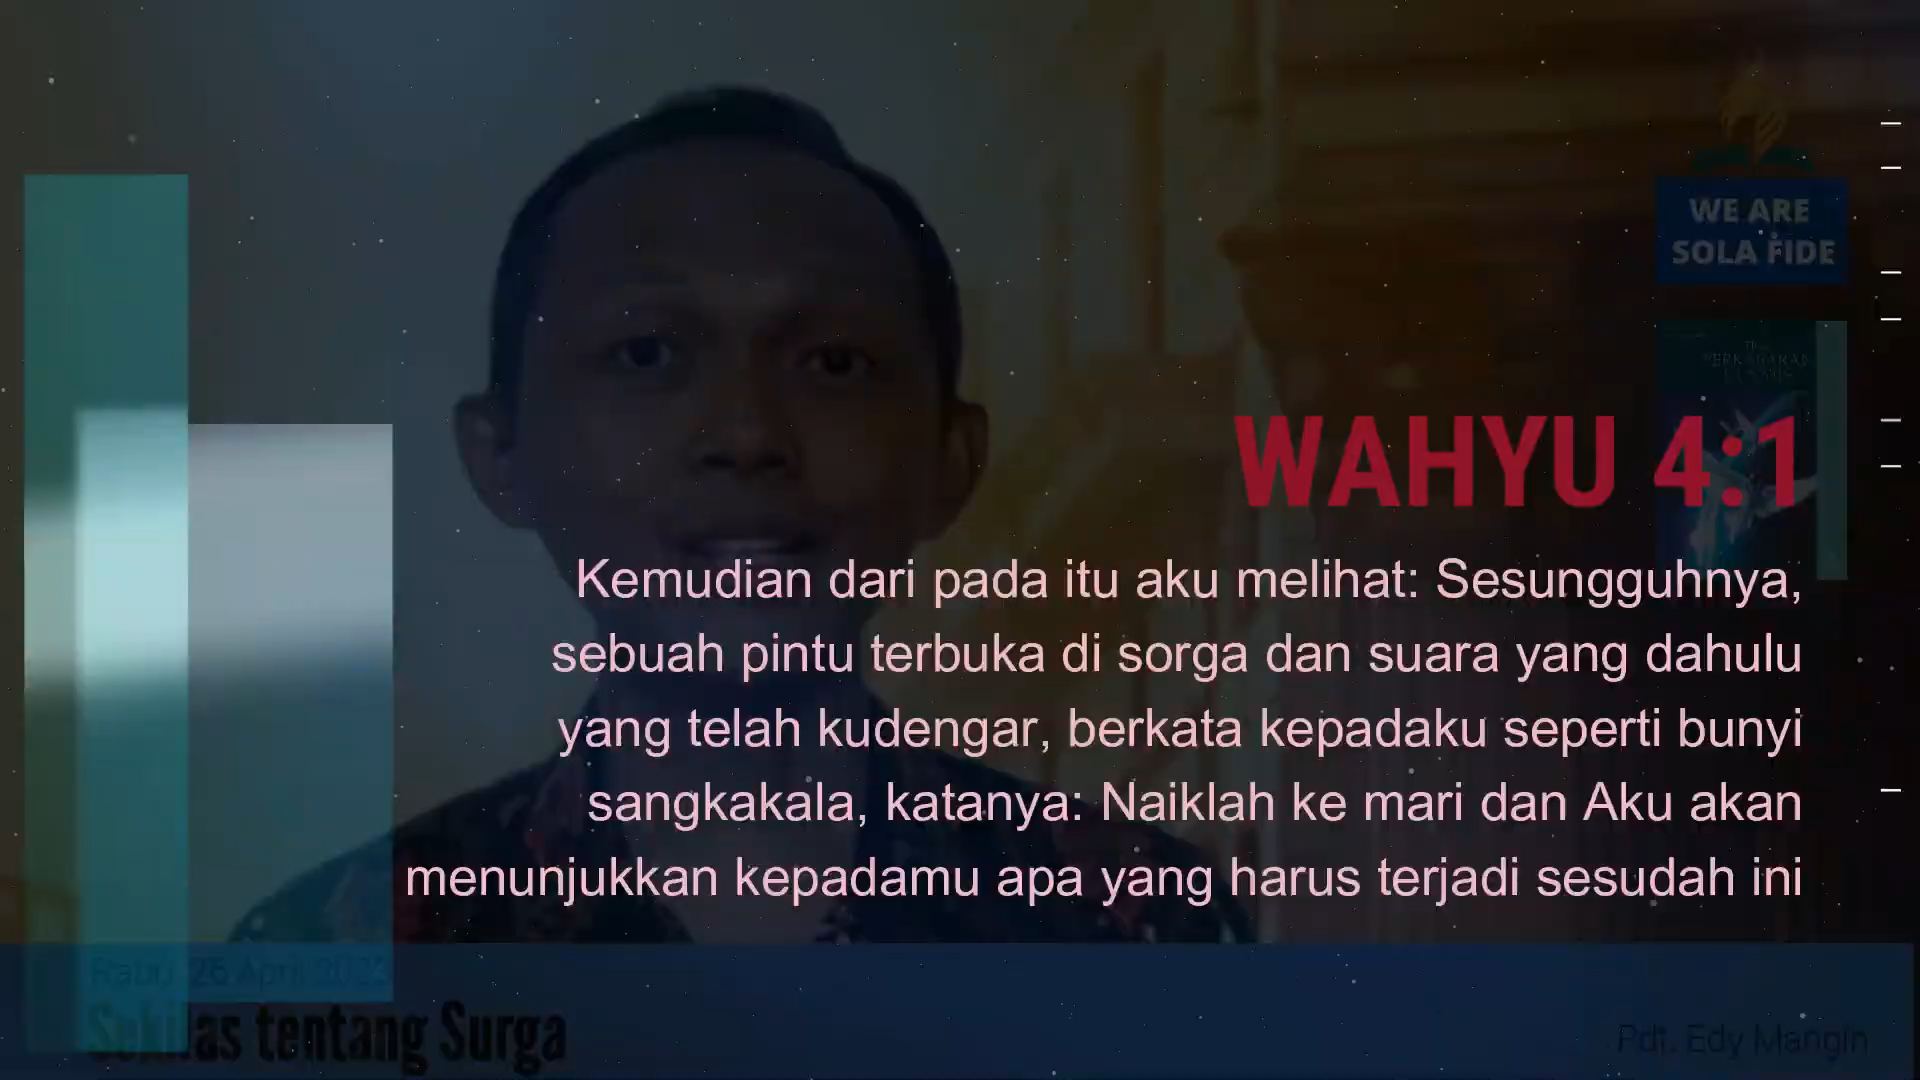 WE ARE
SOLA FIDE
WAHYU 4:1
Kemudian dari pada itu aku melihat: Sesungguhnya,
sebuah pintu terbuka di sorga dan suara yang dahulu
yang telah kudengar, berkata kepadaku seperti bunyi
sangkakala, katanya: Naiklah ke mari dan Aku akan
menunjukkan kepadamu apa yang harus terjadi sesudah ini
Rabu, 26 April
Sekilas tentang Surga
Pdt. Edy Mangin